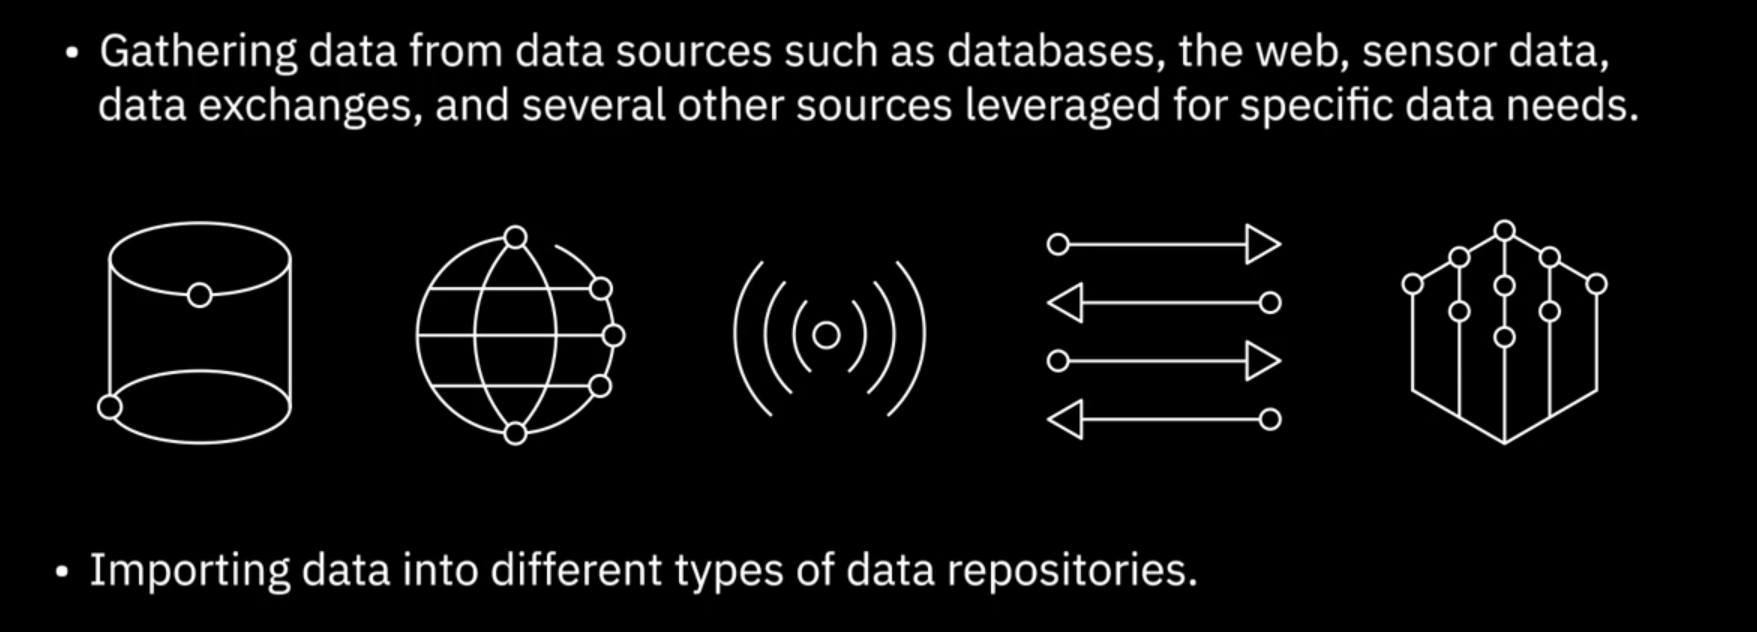 • Gathering data from data sources such as databases, the web, sensor data,
data exchanges, and several other sources leveraged for specific data needs.
• Importing data into different types of data repositories.